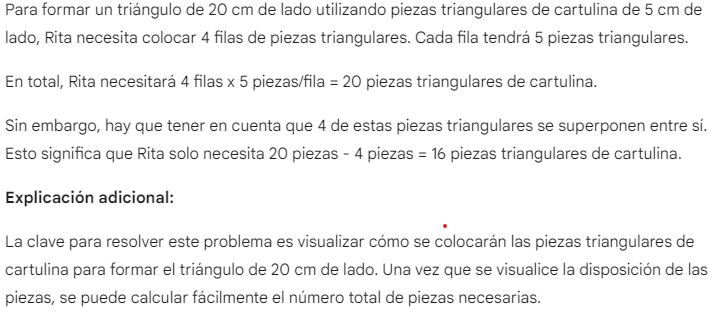 Para formar un triángulo de 20 cm de lado utilizando piezas triangulares de cartulina de 5 cm de
lado, Rita necesita colocar 4 filas de piezas triangulares. Cada fila tendrá 5 piezas triangulares.
En total, Rita necesitará 4 filas x 5 piezas/fila = 20 piezas triangulares de cartulina.
Sin embargo, hay que tener en cuenta que 4 de estas piezas triangulares se superponen entre sí.
Esto significa que Rita solo necesita 20 piezas - 4 piezas = 16 piezas triangulares de cartulina.
Explicación adicional:
La clave para resolver este problema es visualizar cómo se colocarán las piezas triangulares de
cartulina para formar el triángulo de 20 cm de lado. Una vez que se visualice la disposición de las
piezas, se puede calcular fácilmente el número total de piezas necesarias.